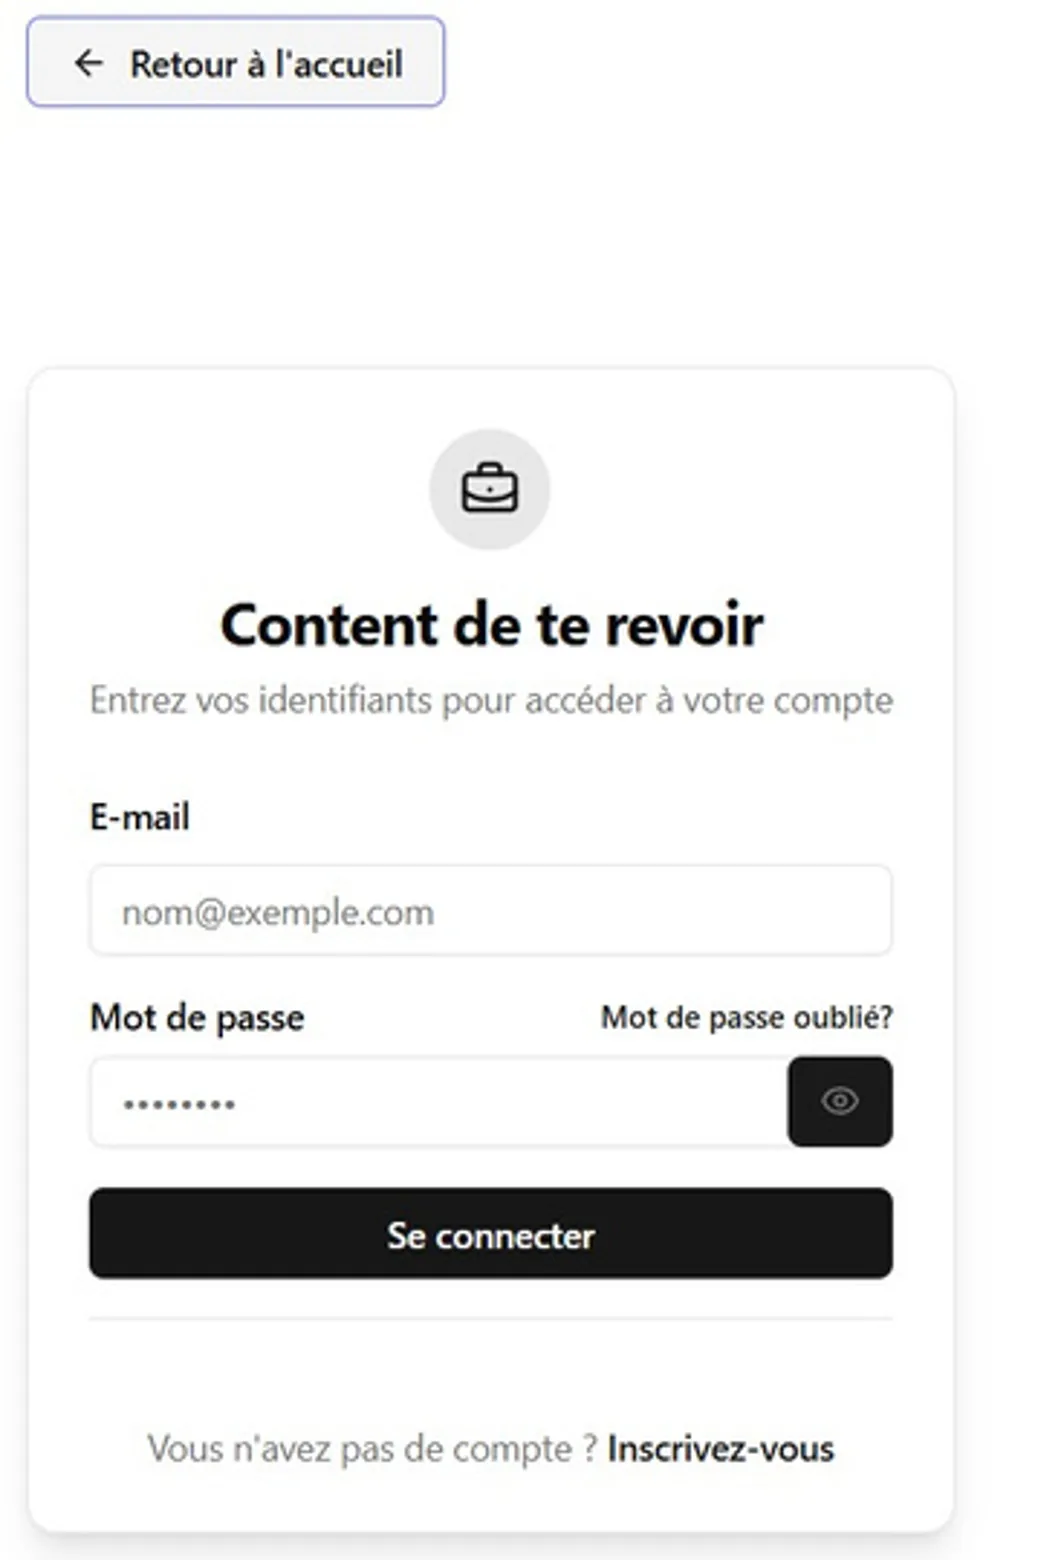 ← Retour à l'accueil
Content de te revoir
Entrez vos identifiants pour accéder à votre compte
E-mail
nom@exemple.com
Mot de passe Mot de passe oublié?
••••••••
Se connecter
Vous n'avez pas de compte ? Inscrivez-vous